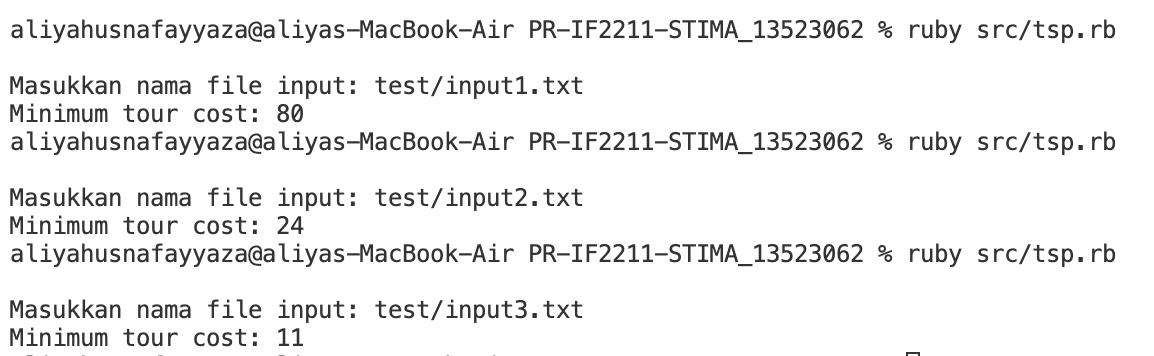 aliyahusnafayyaza@aliyas-MacBook-Air PR-IF2211-STIMA_13523062 % ruby src/tsp.rb
Masukkan nama file input: test/input1.txt
Minimum tour cost: 80
aliyahusnafayyaza@aliyas-MacBook-Air PR-IF2211-STIMA_13523062 % ruby src/tsp.rb
Masukkan nama file input: test/input2.txt
Minimum tour cost: 24
aliyahusnafayyaza@aliyas-MacBook-Air PR-IF2211-STIMA_13523062 % ruby src/tsp.rb
Masukkan nama file input: test/input3.txt
Minimum tour cost: 11